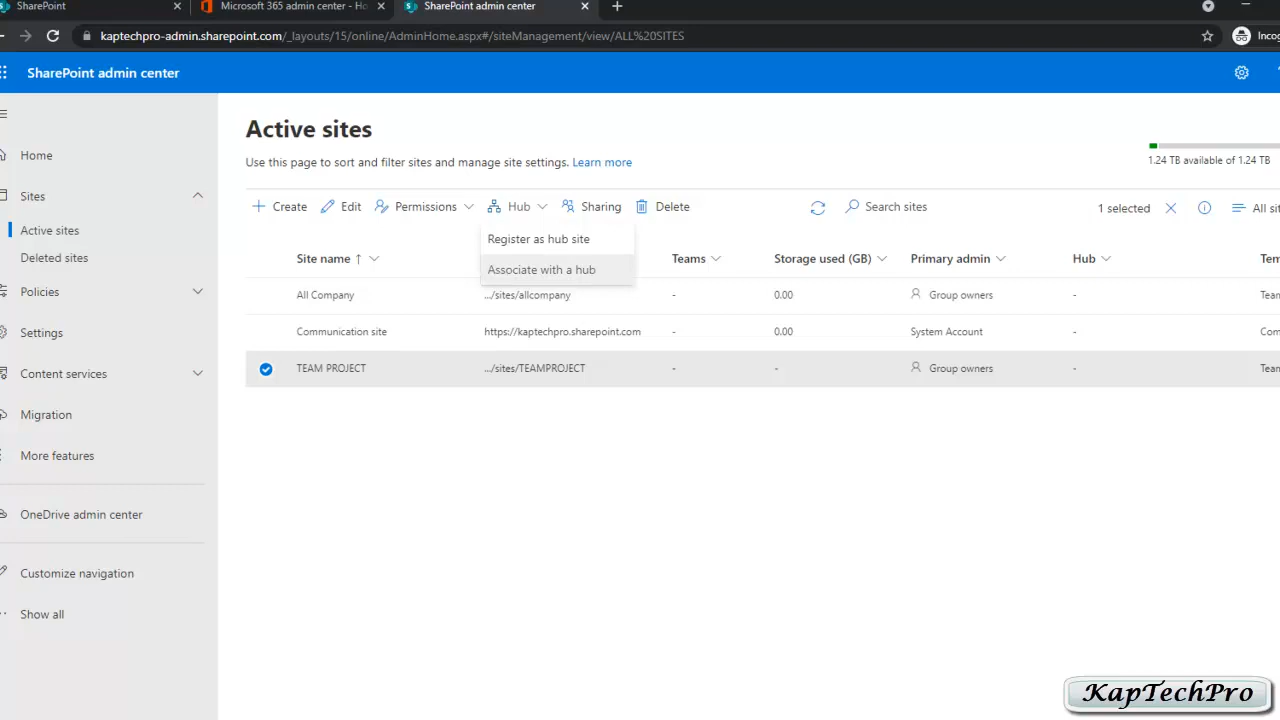 SharePoint
Microsoft 365 admin center - Ho
SharePoint admin center
kaptechpro-admin.sharepoint.com/_layouts/15/online/AdminHome.aspx#/siteManagement/view/ALL%20SITES
Incog
SharePoint admin center
Active sites
Use this page to sort and filter sites and manage site settings. Learn more
1.24 TB available of 1.24 TB
Home
Sites
Active sites
Deleted sites
Policies
Settings
Content services
Migration
More features
OneDrive admin center
Customize navigation
Show all
Create Edit Permissions Hub Sharing Delete Search sites 1 selected All sit
Register as hub site
Associate with a hub
Site name ↑ Teams Storage used (GB) Primary admin Hub Tem
All Company .../sites/allcompany - 0.00 Group owners - Team
Communication site https://kaptechpro.sharepoint.com - 0.00 System Account - Com
TEAM PROJECT .../sites/TEAMPROJECT - - Group owners - Team
KapTechPro